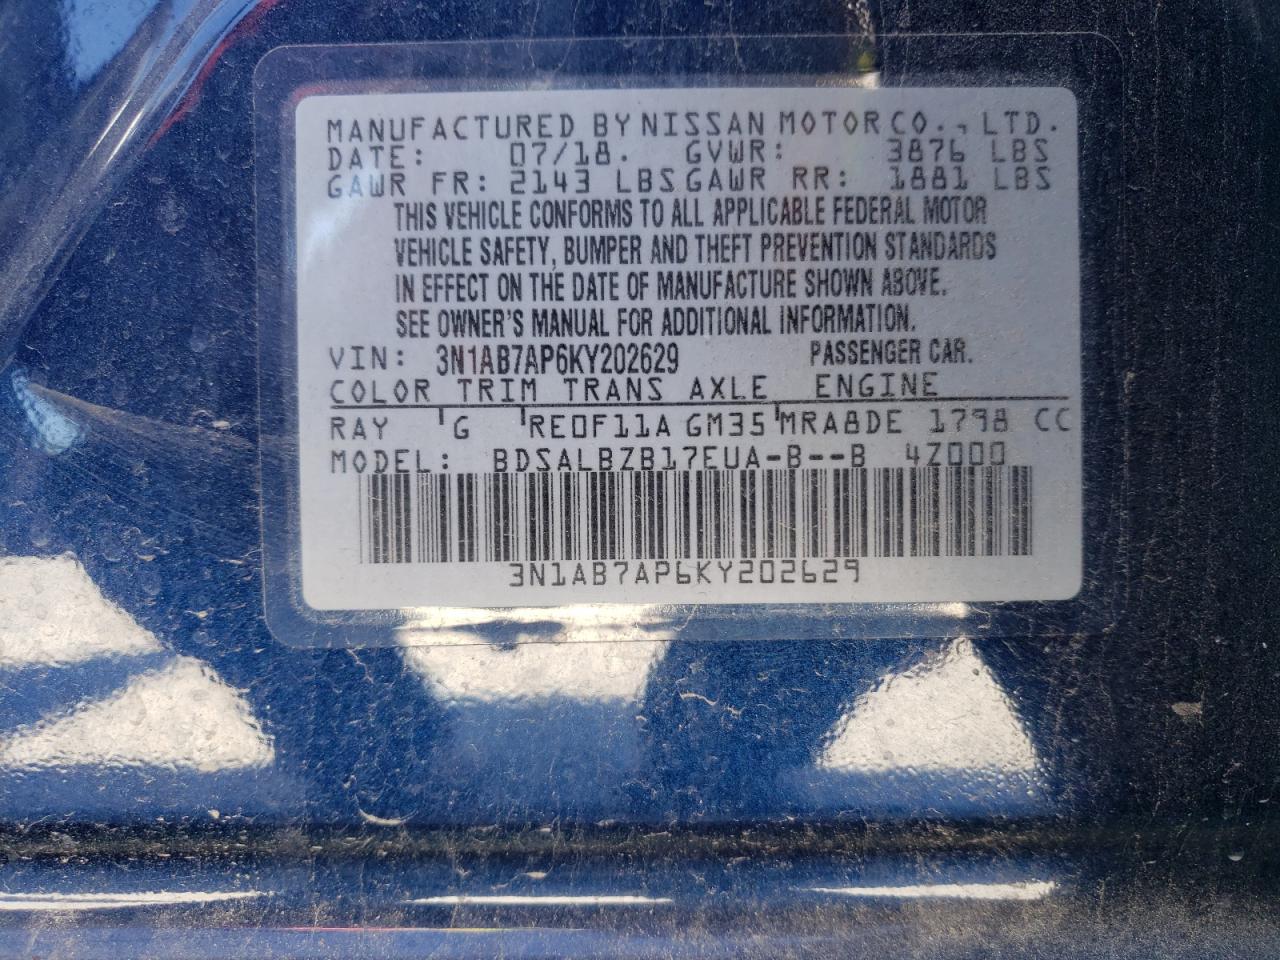 MANUFACTURED BY NISSAN MOTOR CO., LTD.
DATE: 07/18. GVWR: 3876 LBS
GAWR FR: 2143 LBS GAWR RR: 1881 LBS
THIS VEHICLE CONFORMS TO ALL APPLICABLE FEDERAL MOTOR
VEHICLE SAFETY, BUMPER AND THEFT PREVENTION STANDARDS
IN EFFECT ON THE DATE OF MANUFACTURE SHOWN ABOVE.
SEE OWNER'S MANUAL FOR ADDITIONAL INFORMATION.
VIN: 3N1AB7AP6KY202629 PASSENGER CAR.
COLOR TRIM TRANS AXLE ENGINE
RAY G RE0F11A GM35 MRA8DE 1798 CC
MODEL: BDSALBZB17EUA-B--B 4Z000
3N1AB7AP6KY202629